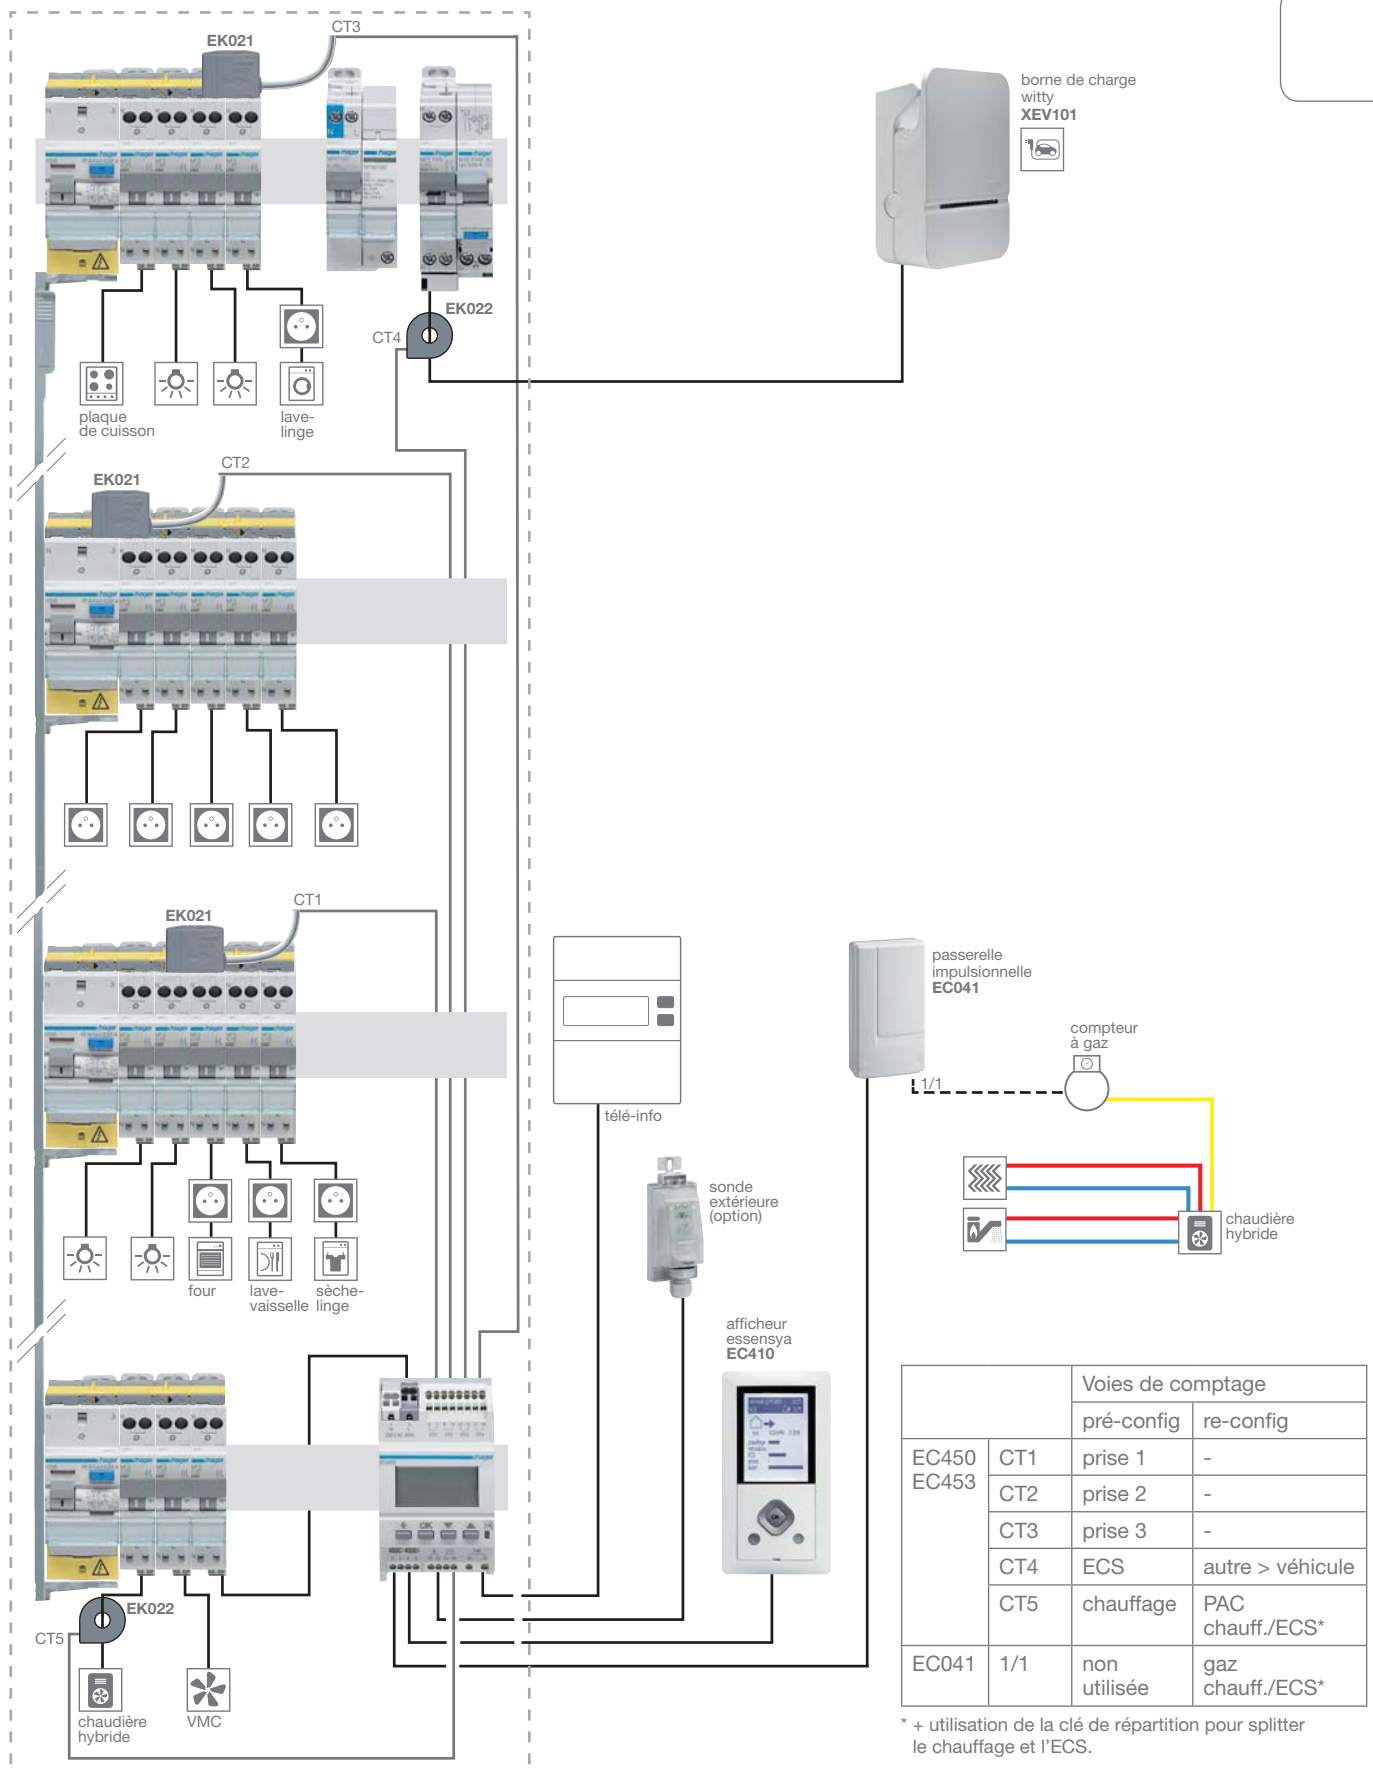 CT3
EK021
borne de charge
witty
XEV101
hager
EK022
CT4
plaque
de cuisson
lave-
linge
CT2
EK021
CT1
EK021
passerelle
impulsionnelle
EC041
compteur
à gaz
1/1
télé-info
sonde
extérieure
(option)
chaudière
hybride
four
lave-
vaisselle
sèche-
linge
afficheur
essensya
EC410
OK
Voies de comptage
pré-config re-config
EC450 CT1 prise 1 -
EC453 CT2 prise 2 -
CT3 prise 3 -
CT4 ECS autre > véhicule
CT5 chauffage PAC
chauff./ECS*
EC041 1/1 non gaz
utilisée chauff./ECS*
EK022
CT5
chaudière
hybride
VMC
* + utilisation de la clé de répartition pour splitter
le chauffage et l'ECS.